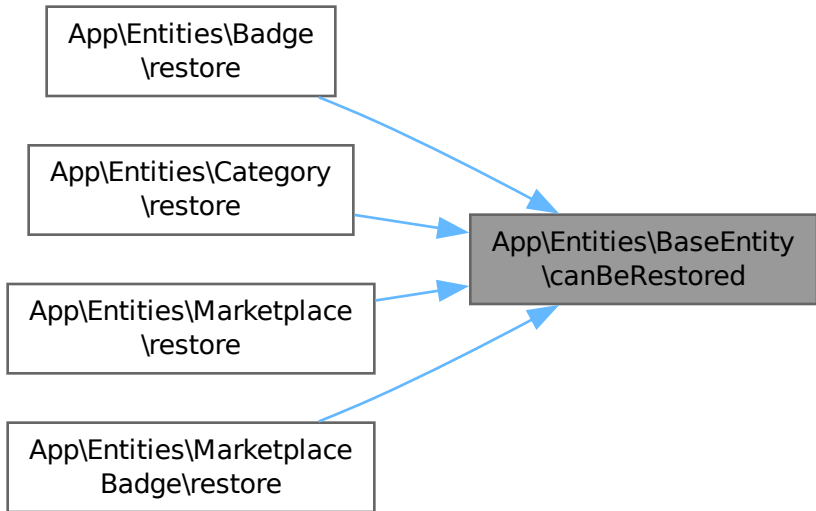 App\Entities\Badge
\restore
App\Entities\Category
\restore
App\Entities\BaseEntity
\canBeRestored
App\Entities\Marketplace
\restore
App\Entities\Marketplace
Badge\restore